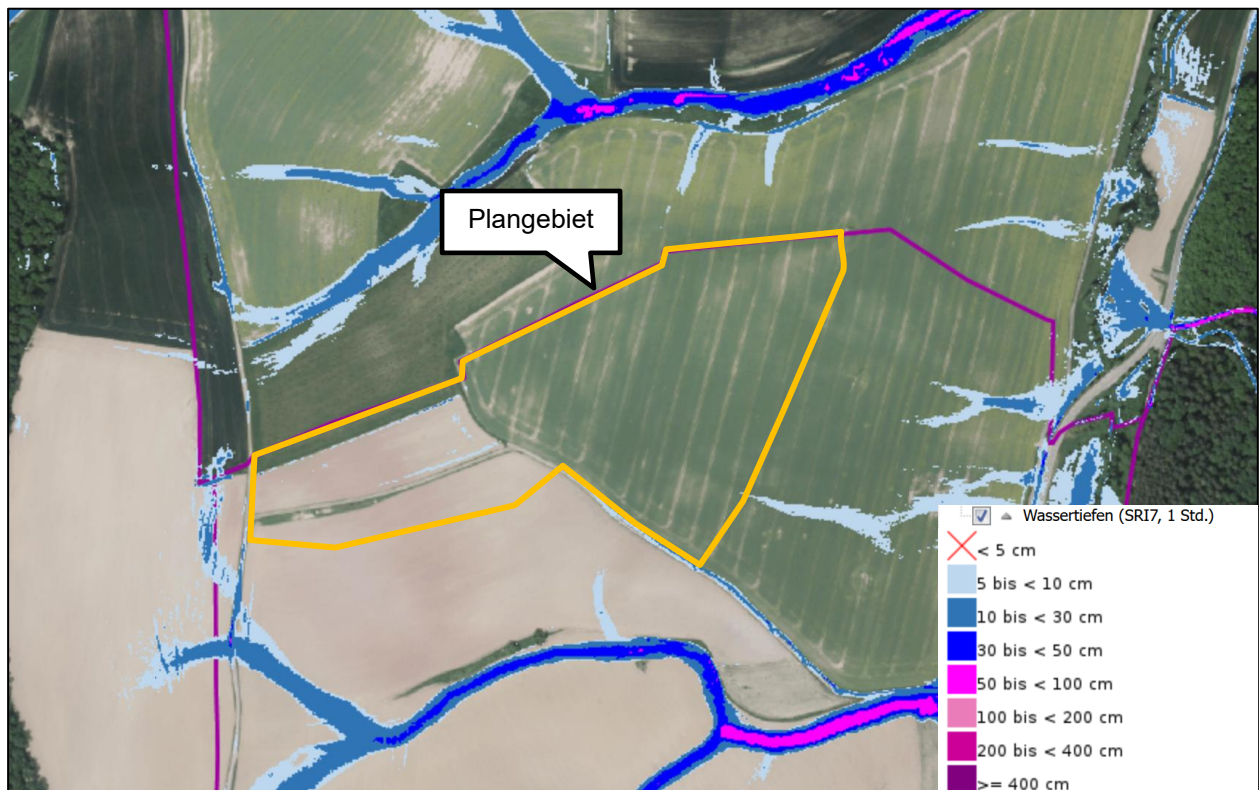 Plangebiet
Wassertiefen (SRI7, 1 Std.)
< 5 cm
5 bis < 10 cm
10 bis < 30 cm
30 bis < 50 cm
50 bis < 100 cm
100 bis < 200 cm
200 bis < 400 cm
>= 400 cm